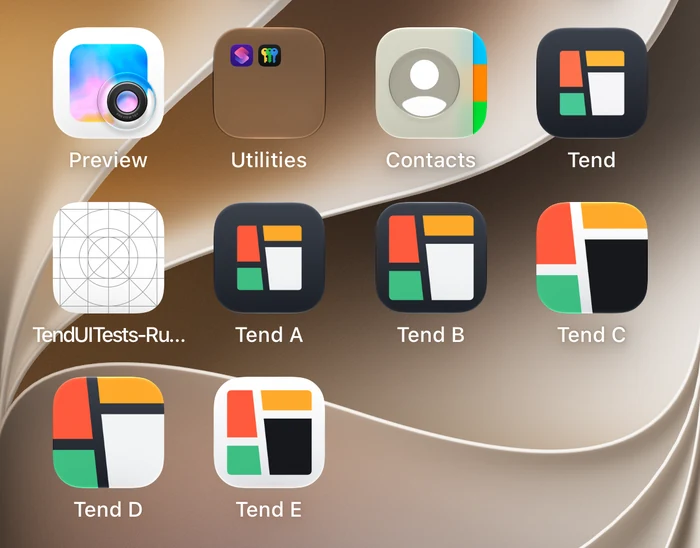 Preview
Utilities
Contacts
Tend
TendUITests-Ru...
Tend A
Tend B
Tend C
Tend D
Tend E